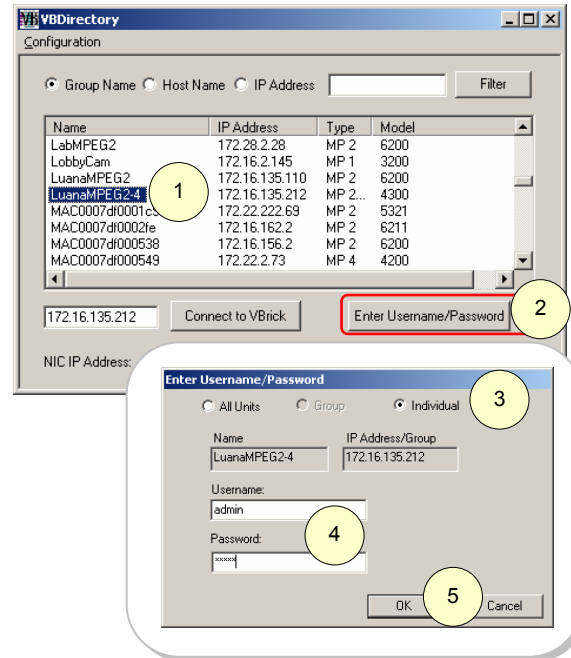 VBDirectory
Configuration
Group Name Host Name IP Address Filter
Name IP Address Type Model
LabMPEG2 172.28.2.28 MP 2 6200
LobbyCam 172.16.2.145 MP 1 3200
LuanaMPEG2 172.16.135.110 MP 2 6200
LuanaMPEG2-4 1 172.16.135.212 MP 2... 4300
172.22.222.69 MP 2 5321
MAC0007df0002fe 172.16.162.2 MP 2 6211
MAC0007df000538 172.16.156.2 MP 2 6200
MAC0007df000549 172.22.2.73 MP 4 4200
172.16.135.212 Connect to VBrick Enter Username/Password 2
NIC IP Address:
Enter Username/Password
All Units Group Individual 3
Name IP Address/Group
LuanaMPEG2-4 172.16.135.212
Username:
admin
Password: 4
xxxxx
OK 5 Cancel